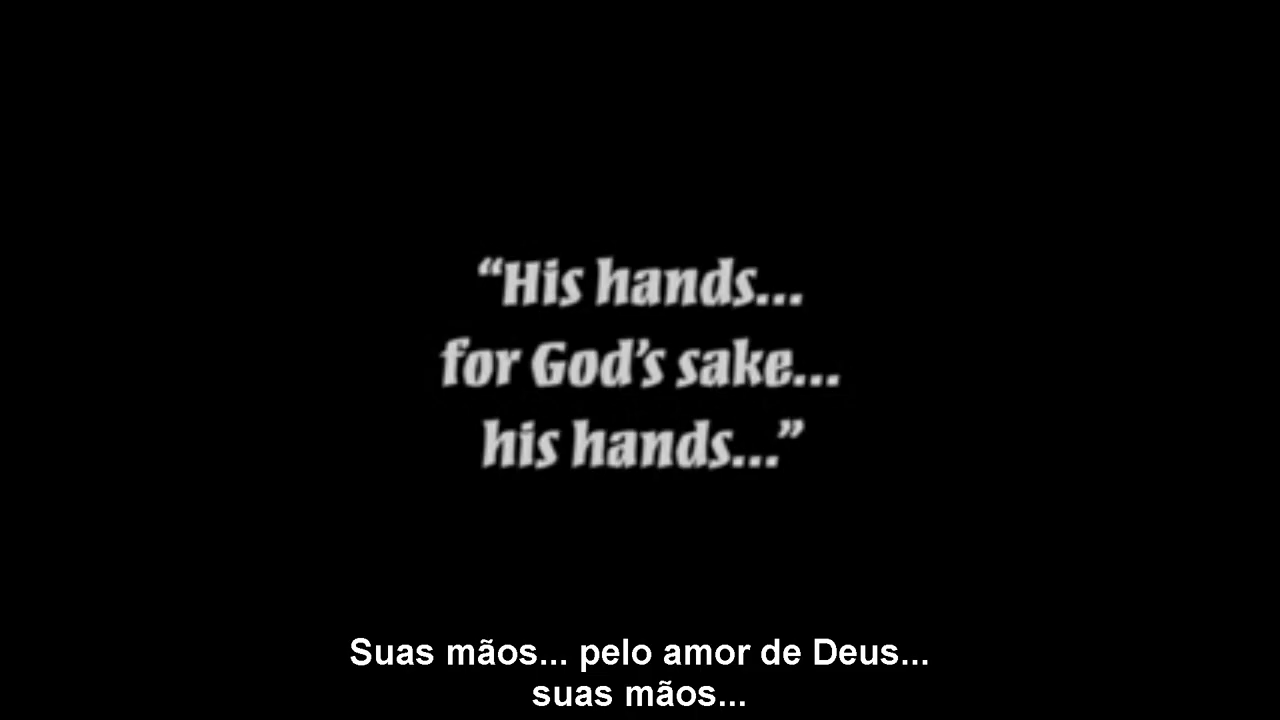 “His hands...
for God’s sake...
his hands...”
Suas mãos... pelo amor de Deus...
suas mãos...